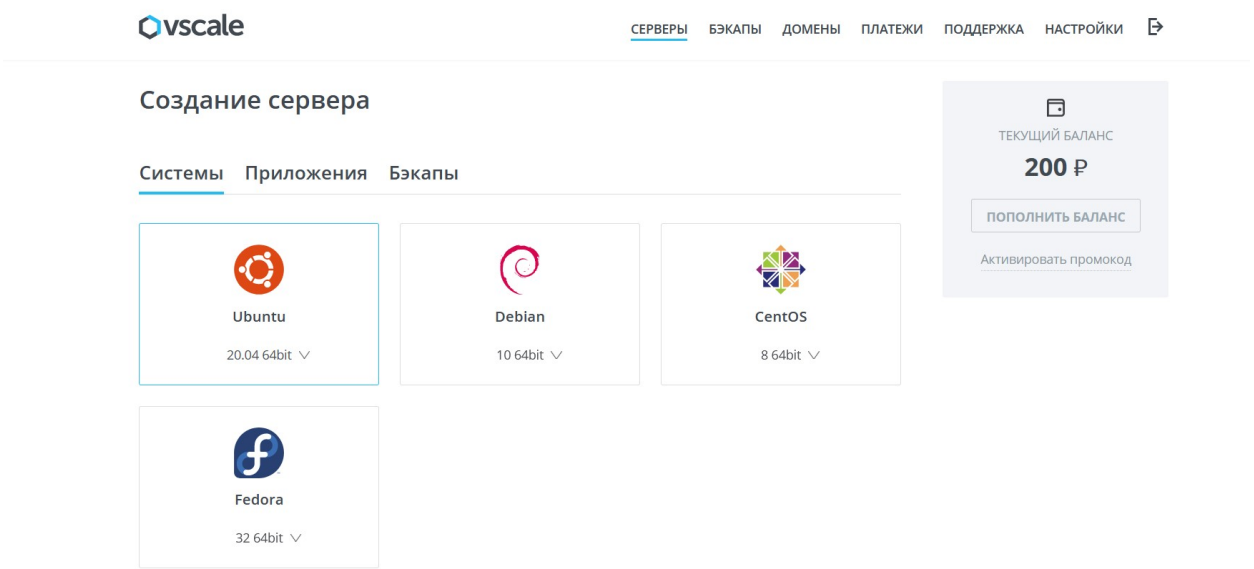 vscale
СЕРВЕРЫ БЭКАПЫ ДОМЕНЫ ПЛАТЕЖИ ПОДДЕРЖКА НАСТРОЙКИ
Создание сервера
Системы Приложения Бэкапы
Ubuntu
20.04 64bit
Debian
10 64bit
CentOS
8 64bit
Fedora
32 64bit
ТЕКУЩИЙ БАЛАНС
200 ₽
ПОПОЛНИТЬ БАЛАНС
Активировать промокод